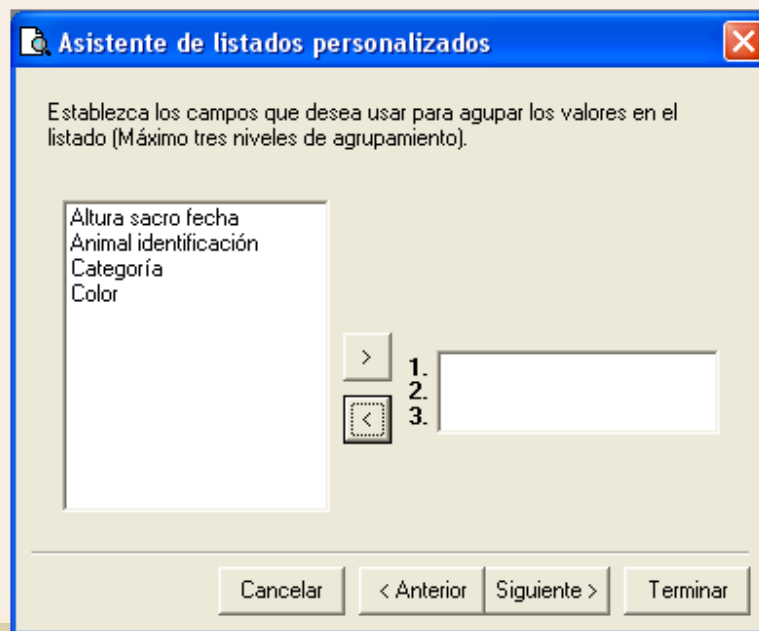 Asistente de listados personalizados
Establezca los campos que desea usar para agupar los valores en el
listado (Máximo tres niveles de agrupamiento).
Altura sacro fecha
Animal identificación
Categoría
Color
>
<
1.
2.
3.
Cancelar
< Anterior
Siguiente >
Terminar